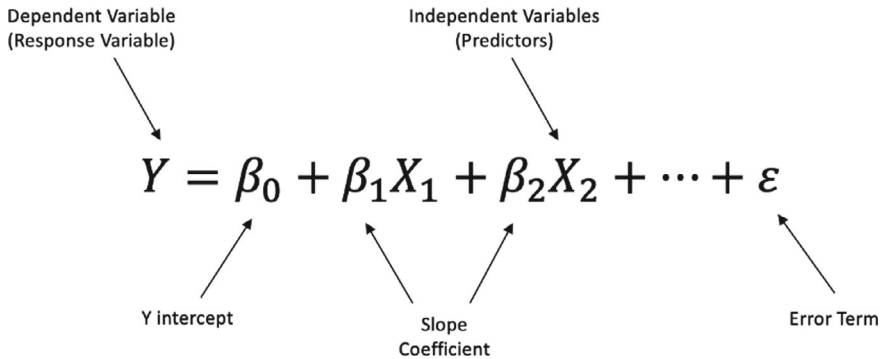 Dependent Variable
(Response Variable)
Independent Variables
(Predictors)
Y = β₀ + β₁X₁ + β₂X₂ + ⋯ + ε
Y intercept
Slope
Coefficient
Error Term